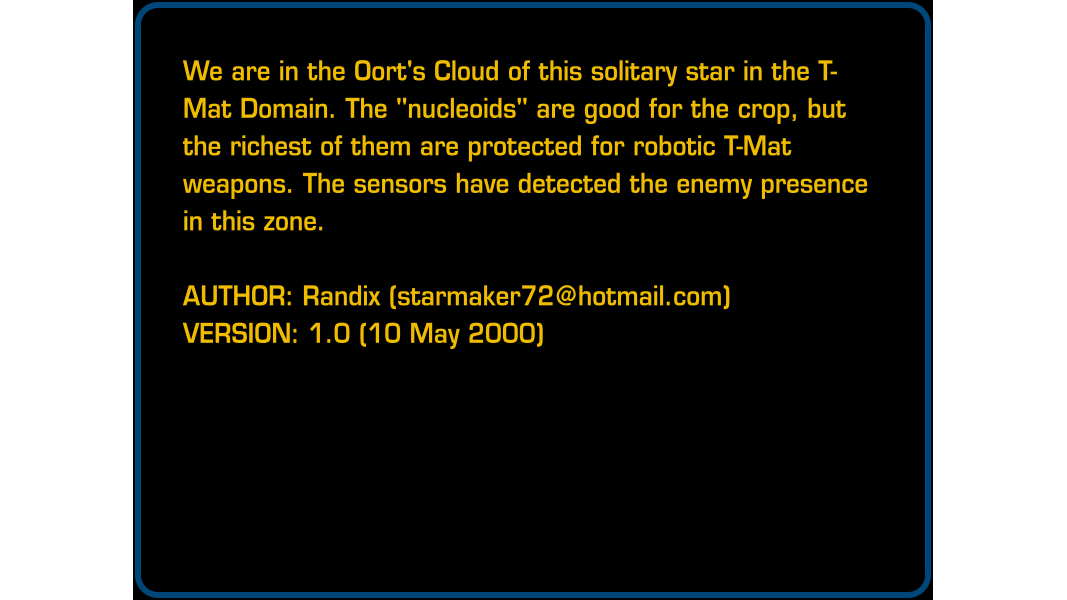 We are in the Oort's Cloud of this solitary star in the T-
Mat Domain. The "nucleoids" are good for the crop, but
the richest of them are protected for robotic T-Mat
weapons. The sensors have detected the enemy presence
in this zone.
AUTHOR: Randix (starmaker72@hotmail.com)
VERSION: 1.0 (10 May 2000)